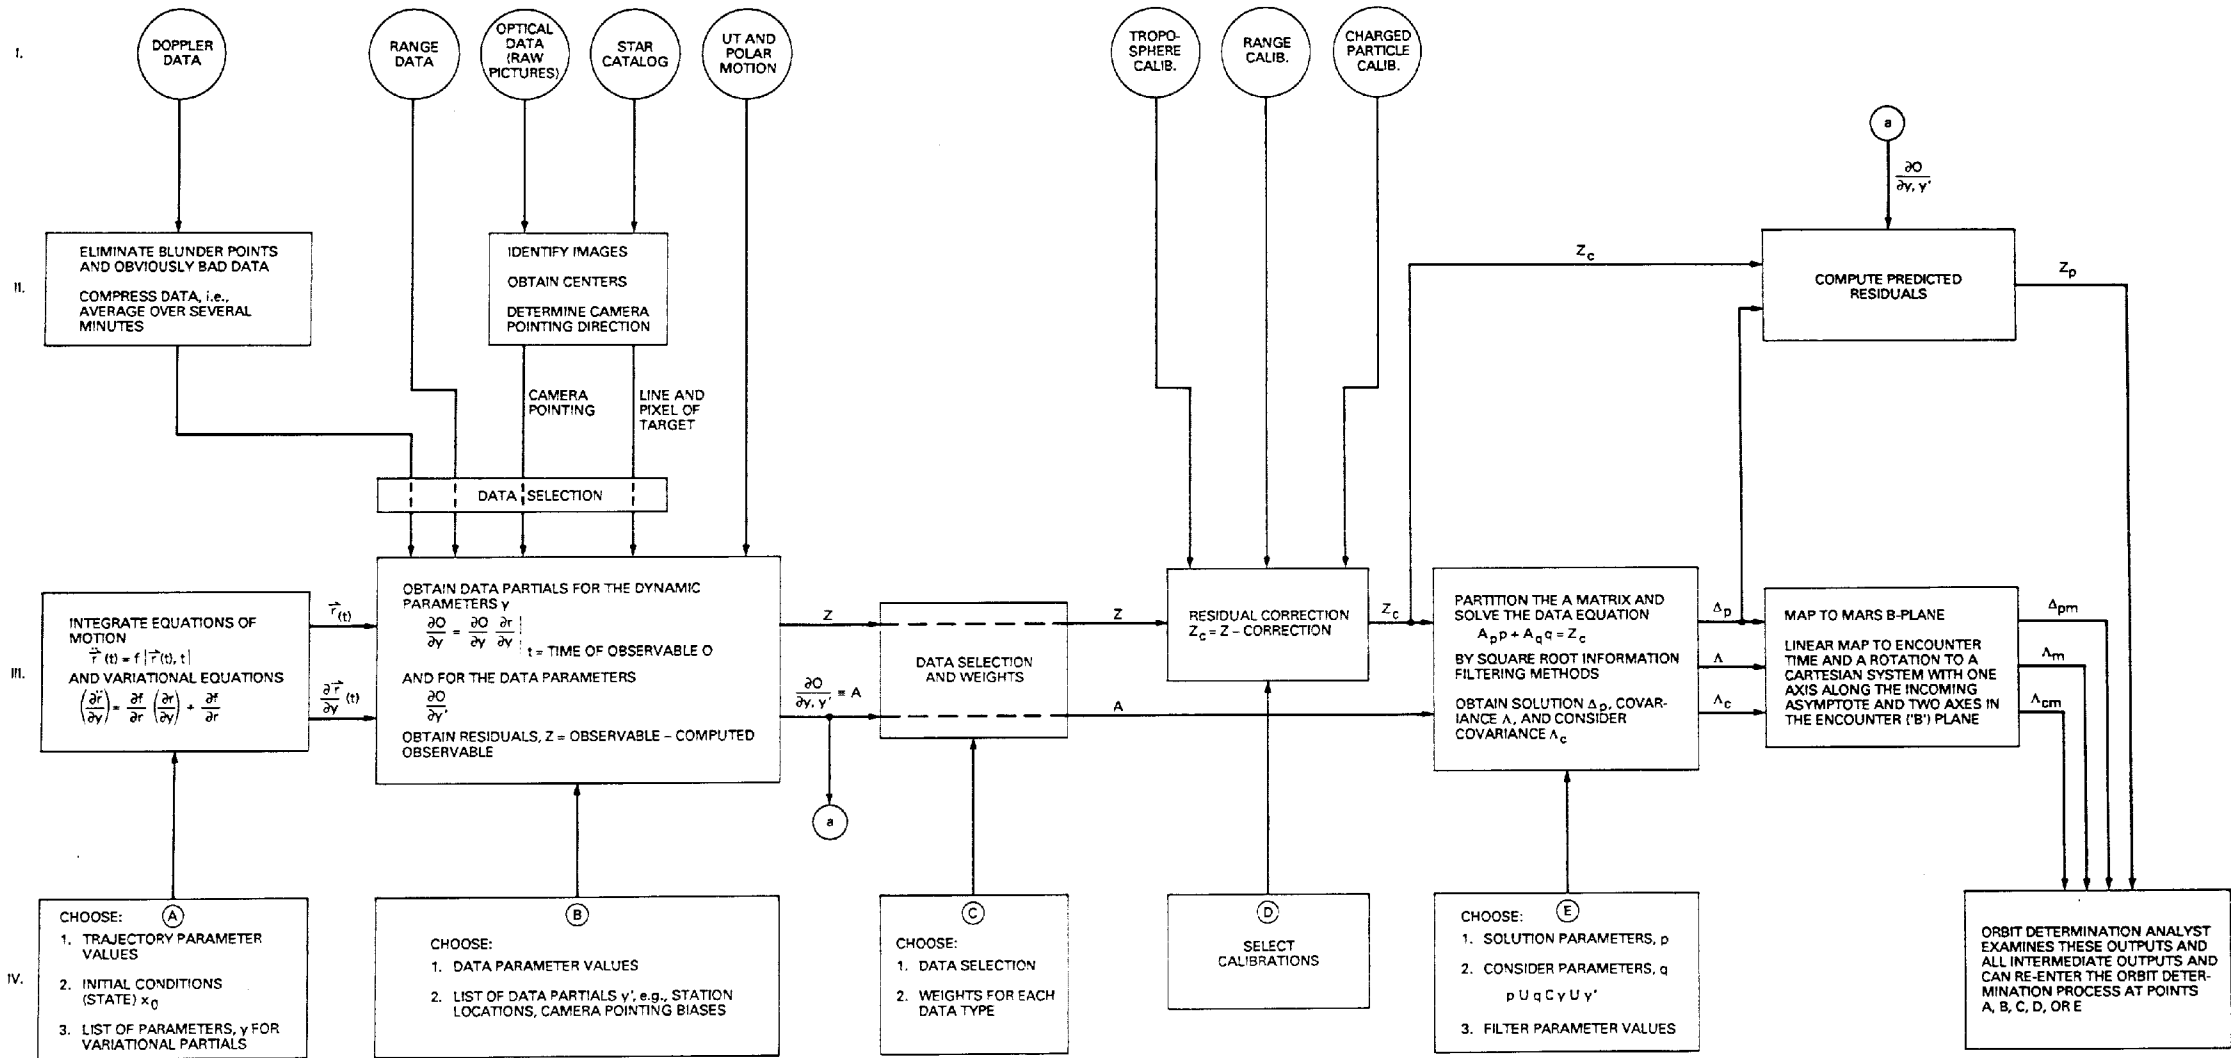 I.
DOPPLER
DATA
RANGE
DATA
OPTICAL
DATA
(RAW
PICTURES)
STAR
CATALOG
UT AND
POLAR
MOTION
TROPO-
SPHERE
CALIB.
RANGE
CALIB.
CHARGED
PARTICLE
CALIB.
a
∂O
∂y, y'
II.
ELIMINATE BLUNDER POINTS
AND OBVIOUSLY BAD DATA
COMPRESS DATA, i.e.,
AVERAGE OVER SEVERAL
MINUTES
IDENTIFY IMAGES
OBTAIN CENTERS
DETERMINE CAMERA
POINTING DIRECTION
Z_c
COMPUTE PREDICTED
RESIDUALS
Z_p
CAMERA
POINTING
LINE AND
PIXEL OF
TARGET
DATA SELECTION
III.
INTEGRATE EQUATIONS OF
MOTION
r̈ (t) = f |r(t), t|
AND VARIATIONAL EQUATIONS
(∂r̈/∂y) = ∂f/∂r (∂r/∂y) + ∂f/∂r
r(t)
∂r/∂y (t)
OBTAIN DATA PARTIALS FOR THE DYNAMIC
PARAMETERS y
∂O/∂y = ∂O/∂y ∂r/∂y | t = TIME OF OBSERVABLE O
AND FOR THE DATA PARAMETERS
∂O
∂y'
OBTAIN RESIDUALS, Z = OBSERVABLE – COMPUTED
OBSERVABLE
Z
∂O/∂y, y' ≡ A
a
DATA SELECTION
AND WEIGHTS
Z
A
RESIDUAL CORRECTION
Z_c = Z – CORRECTION
Z_c
PARTITION THE A MATRIX AND
SOLVE THE DATA EQUATION
A_p p + A_q q = Z_c
BY SQUARE ROOT INFORMATION
FILTERING METHODS
OBTAIN SOLUTION Δ_p, COVAR-
IANCE Λ, AND CONSIDER
COVARIANCE Λ_c
Δ_p
Λ
Λ_c
MAP TO MARS B-PLANE
LINEAR MAP TO ENCOUNTER
TIME AND A ROTATION TO A
CARTESIAN SYSTEM WITH ONE
AXIS ALONG THE INCOMING
ASYMPTOTE AND TWO AXES IN
THE ENCOUNTER ('B') PLANE
Δ_pm
Λ_m
Λ_cm
IV.
CHOOSE: A
1. TRAJECTORY PARAMETER
VALUES
2. INITIAL CONDITIONS
(STATE) x_0
3. LIST OF PARAMETERS, y FOR
VARIATIONAL PARTIALS
B
CHOOSE:
1. DATA PARAMETER VALUES
2. LIST OF DATA PARTIALS y', e.g., STATION
LOCATIONS, CAMERA POINTING BIASES
C
CHOOSE:
1. DATA SELECTION
2. WEIGHTS FOR EACH
DATA TYPE
D
SELECT
CALIBRATIONS
CHOOSE: E
1. SOLUTION PARAMETERS, p
2. CONSIDER PARAMETERS, q
p U q C y U y'
3. FILTER PARAMETER VALUES
ORBIT DETERMINATION ANALYST
EXAMINES THESE OUTPUTS AND
ALL INTERMEDIATE OUTPUTS AND
CAN RE-ENTER THE ORBIT DETER-
MINATION PROCESS AT POINTS
A, B, C, D, OR E